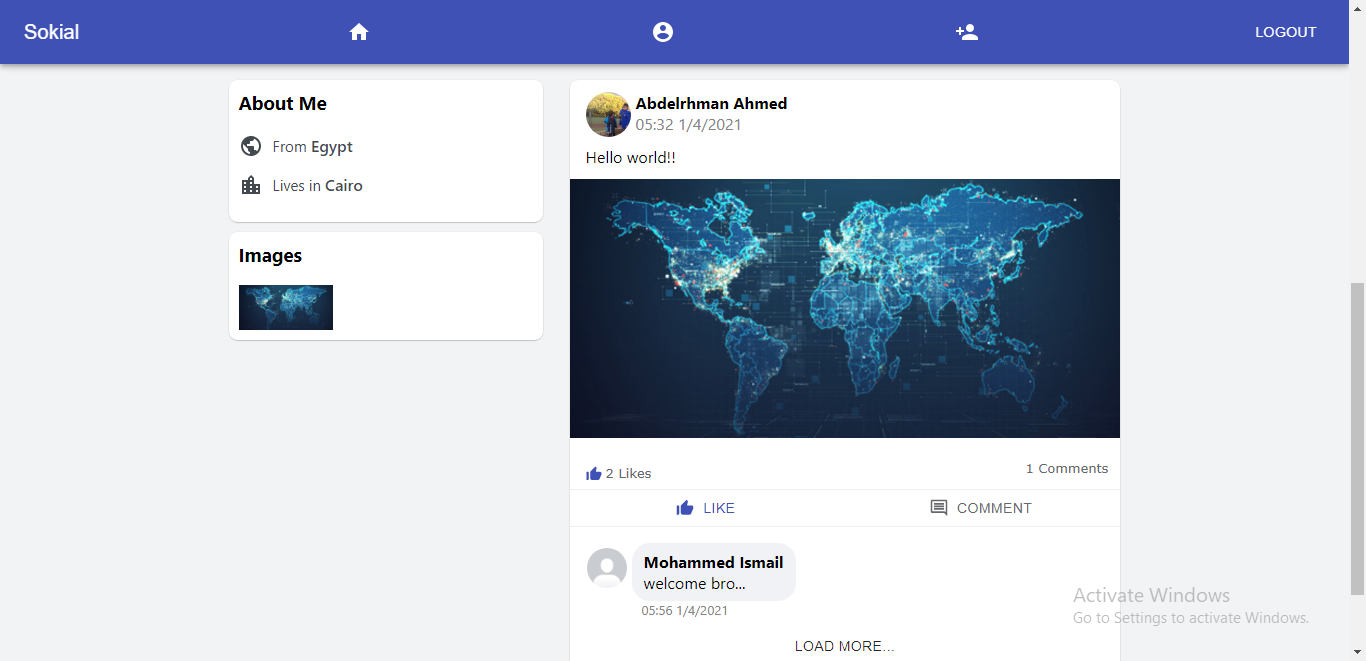 Sokial
LOGOUT
About Me
From Egypt
Lives in Cairo
Images
Abdelrhman Ahmed
05:32 1/4/2021
Hello world!!
2 Likes
1 Comments
LIKE
COMMENT
Mohammed Ismail
welcome bro...
05:56 1/4/2021
LOAD MORE...
Activate Windows
Go to Settings to activate Windows.